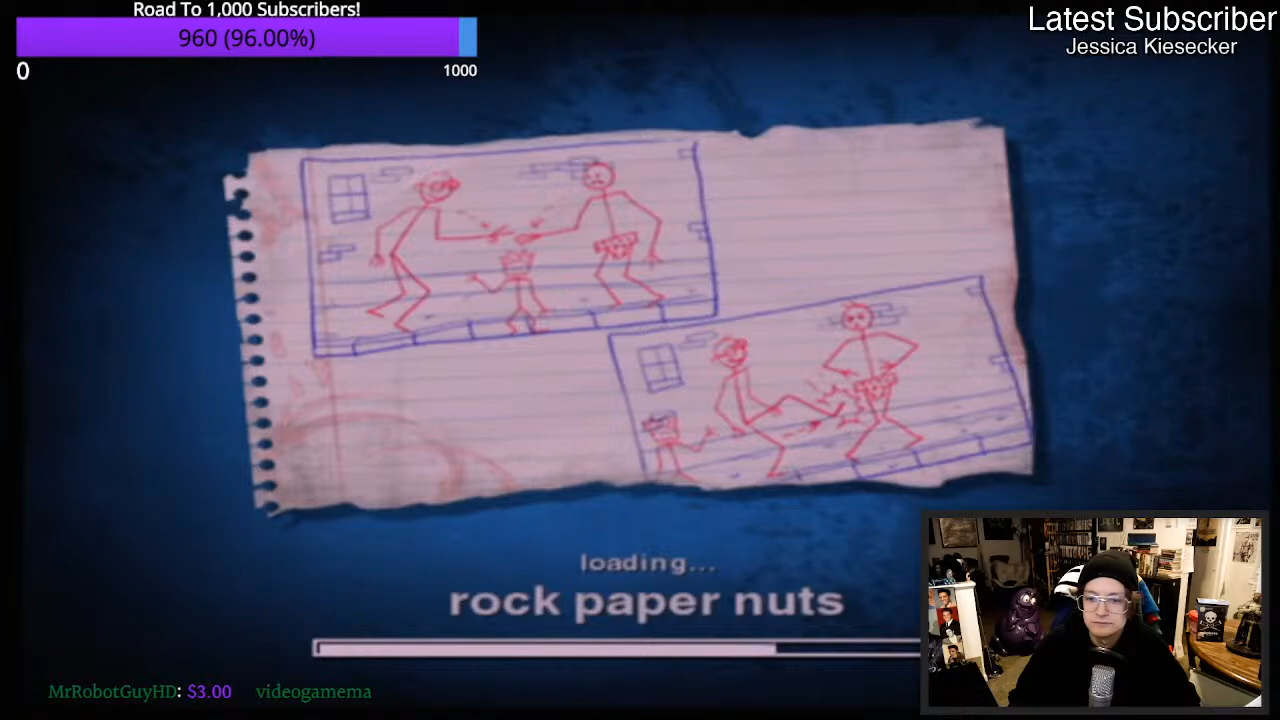 Road To 1,000 Subscribers!
960 (96.00%)
0
1000
Latest Subscriber
Jessica Kiesecker
loading...
rock paper nuts
MrRobotGuyHD: $3.00 videogamema